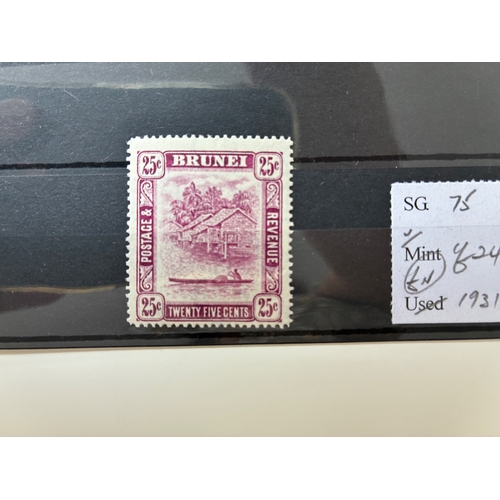 25c BRUNEI 25c
POSTAGE &
REVENUE
25c TWENTY FIVE CENTS 25c
SG. 75
Mint
Used 1931